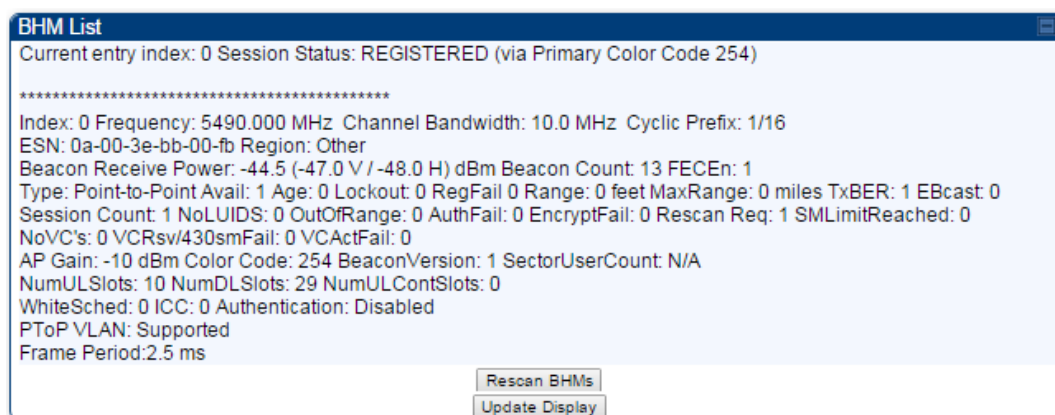 BHM List
Current entry index: 0 Session Status: REGISTERED (via Primary Color Code 254)
*********************************************
Index: 0 Frequency: 5490.000 MHz Channel Bandwidth: 10.0 MHz Cyclic Prefix: 1/16
ESN: 0a-00-3e-bb-00-fb Region: Other
Beacon Receive Power: -44.5 (-47.0 V / -48.0 H) dBm Beacon Count: 13 FECEn: 1
Type: Point-to-Point Avail: 1 Age: 0 Lockout: 0 RegFail 0 Range: 0 feet MaxRange: 0 miles TxBER: 1 EBcast: 0
Session Count: 1 NoLUIDS: 0 OutOfRange: 0 AuthFail: 0 EncryptFail: 0 Rescan Req: 1 SMLimitReached: 0
NoVC's: 0 VCRsv/430smFail: 0 VCActFail: 0
AP Gain: -10 dBm Color Code: 254 BeaconVersion: 1 SectorUserCount: N/A
NumULSlots: 10 NumDLSlots: 29 NumULContSlots: 0
WhiteSched: 0 ICC: 0 Authentication: Disabled
PToP VLAN: Supported
Frame Period:2.5 ms
Rescan BHMs
Update Display